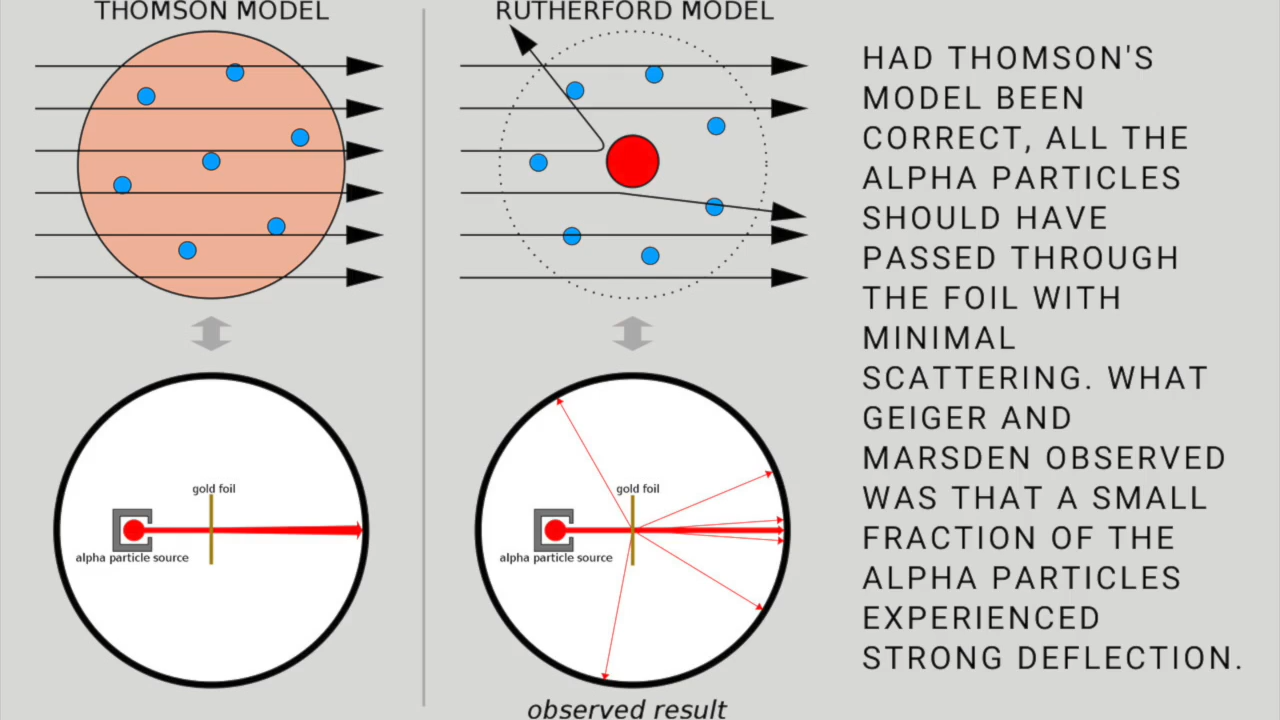 THOMSON MODEL
gold foil
alpha particle source
RUTHERFORD MODEL
gold foil
alpha particle source
observed result
HAD THOMSON'S
MODEL BEEN
CORRECT, ALL THE
ALPHA PARTICLES
SHOULD HAVE
PASSED THROUGH
THE FOIL WITH
MINIMAL
SCATTERING. WHAT
GEIGER AND
MARSDEN OBSERVED
WAS THAT A SMALL
FRACTION OF THE
ALPHA PARTICLES
EXPERIENCED
STRONG DEFLECTION.